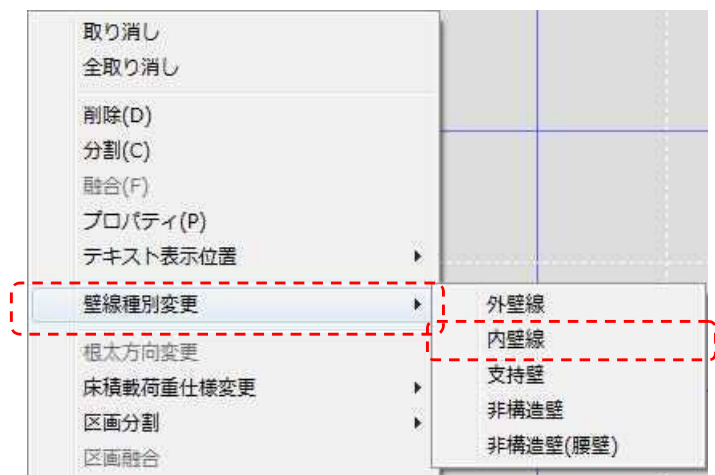 取り消し
全取り消し
削除(D)
分割(C)
融合(F)
プロパティ(P)
テキスト表示位置
壁線種別変更
根太方向変更
床積載荷重仕様変更
区画分割
区画融合
外壁線
内壁線
支持壁
非構造壁
非構造壁(腰壁)